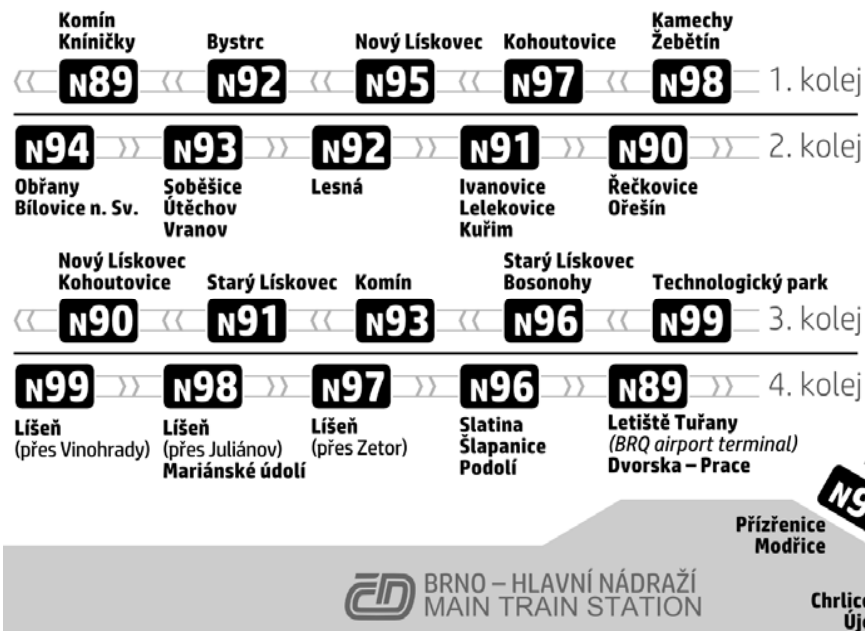 Komín
Kníničky
Bystrc
Nový Lískovec
Kohoutovice
Kamechy
Žebětín
N89 N92 N95 N97 N98 1. kolej
N94 N93 N92 N91 N90 2. kolej
Obřany
Bílovice n. Sv.
Soběšice
Útěchov
Vranov
Lesná
Ivanovice
Lelekovice
Kuřim
Řečkovice
Ořešín
Nový Lískovec
Kohoutovice
Starý Lískovec
Komín
Starý Lískovec
Bosonohy
Technologický park
N90 N91 N93 N96 N99 3. kolej
N99 N98 N97 N96 N89 4. kolej
Líšeň
(přes Vinohrady)
Líšeň
(přes Juliánov)
Mariánské údolí
Líšeň
(přes Zetor)
Slatina
Šlapanice
Podolí
Letiště Tuřany
(BRQ airport terminal)
Dvorska – Prace
Přízřenice
Modřice
ČD BRNO – HLAVNÍ NÁDRAŽÍ
MAIN TRAIN STATION